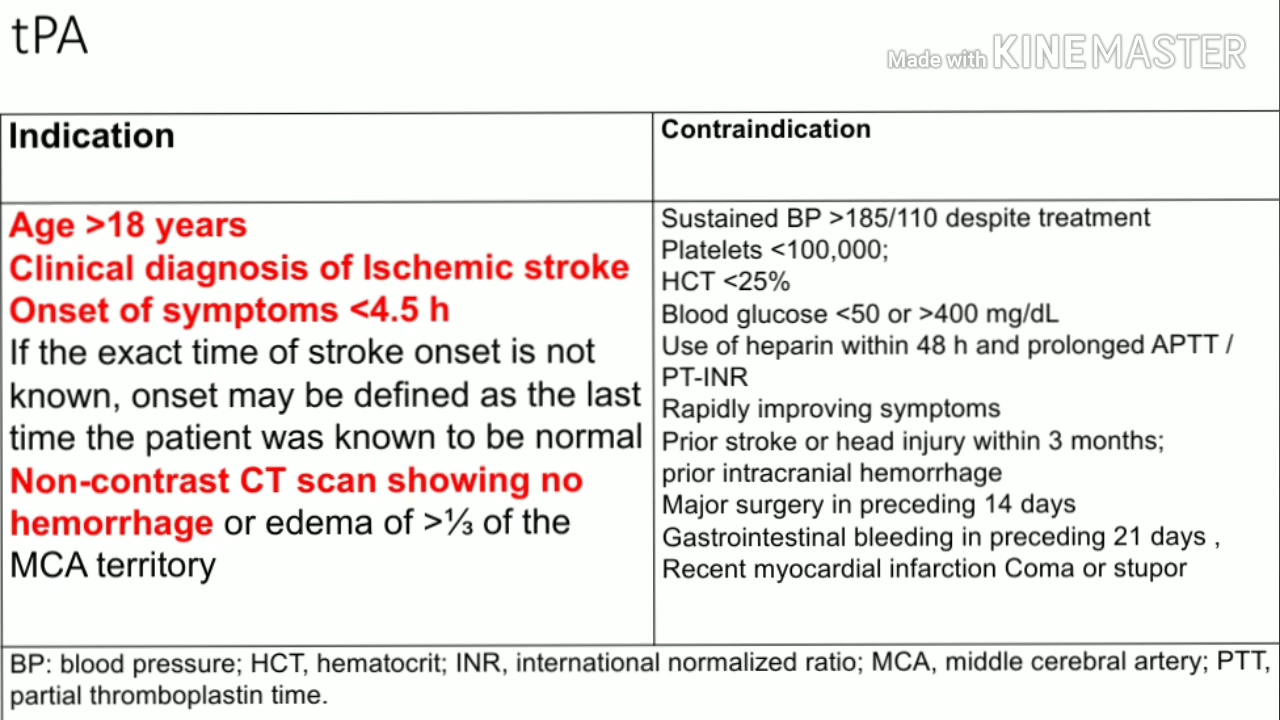 tPA
Made with KINEMASTER
Indication
Age >18 years
Clinical diagnosis of Ischemic stroke
Onset of symptoms <4.5 h
If the exact time of stroke onset is not
known, onset may be defined as the last
time the patient was known to be normal
Non-contrast CT scan showing no
hemorrhage or edema of >⅓ of the
MCA territory
Contraindication
Sustained BP >185/110 despite treatment
Platelets <100,000;
HCT <25%
Blood glucose <50 or >400 mg/dL
Use of heparin within 48 h and prolonged APTT /
PT-INR
Rapidly improving symptoms
Prior stroke or head injury within 3 months;
prior intracranial hemorrhage
Major surgery in preceding 14 days
Gastrointestinal bleeding in preceding 21 days ,
Recent myocardial infarction Coma or stupor
BP: blood pressure; HCT, hematocrit; INR, international normalized ratio; MCA, middle cerebral artery; PTT,
partial thromboplastin time.